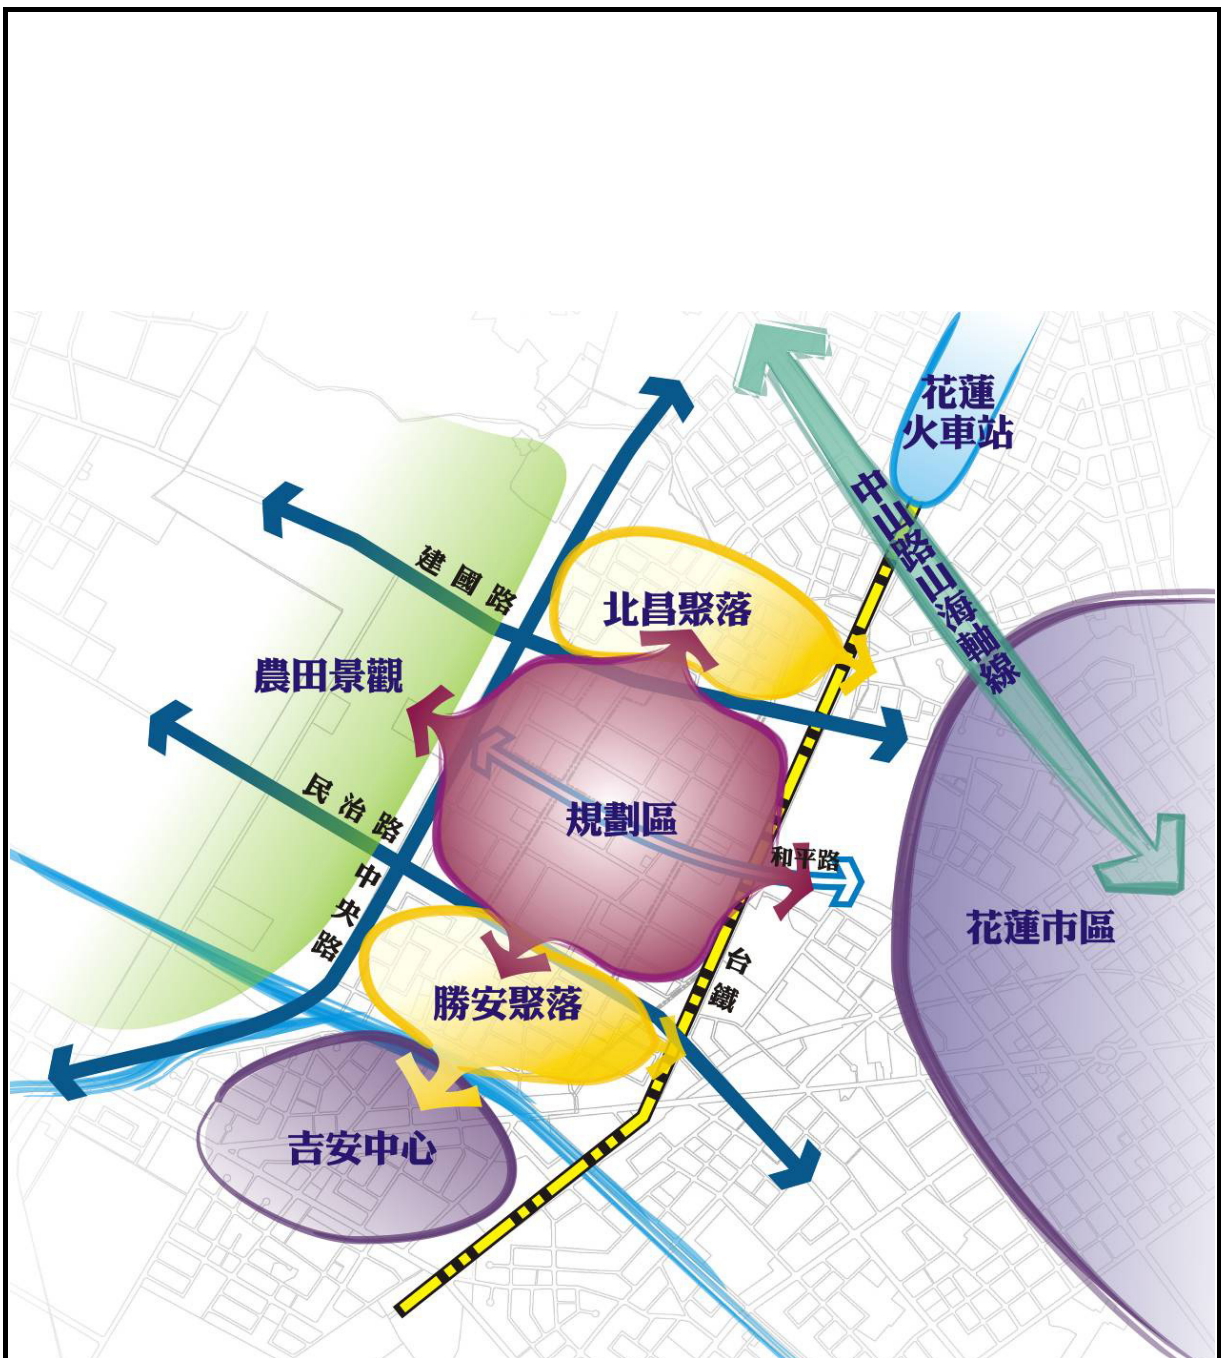 花蓮
火車站
中山路山海軸線
建國路
北昌聚落
農田景觀
民治路
規劃區
和平路
中央路
花蓮市區
台鐵
勝安聚落
吉安中心